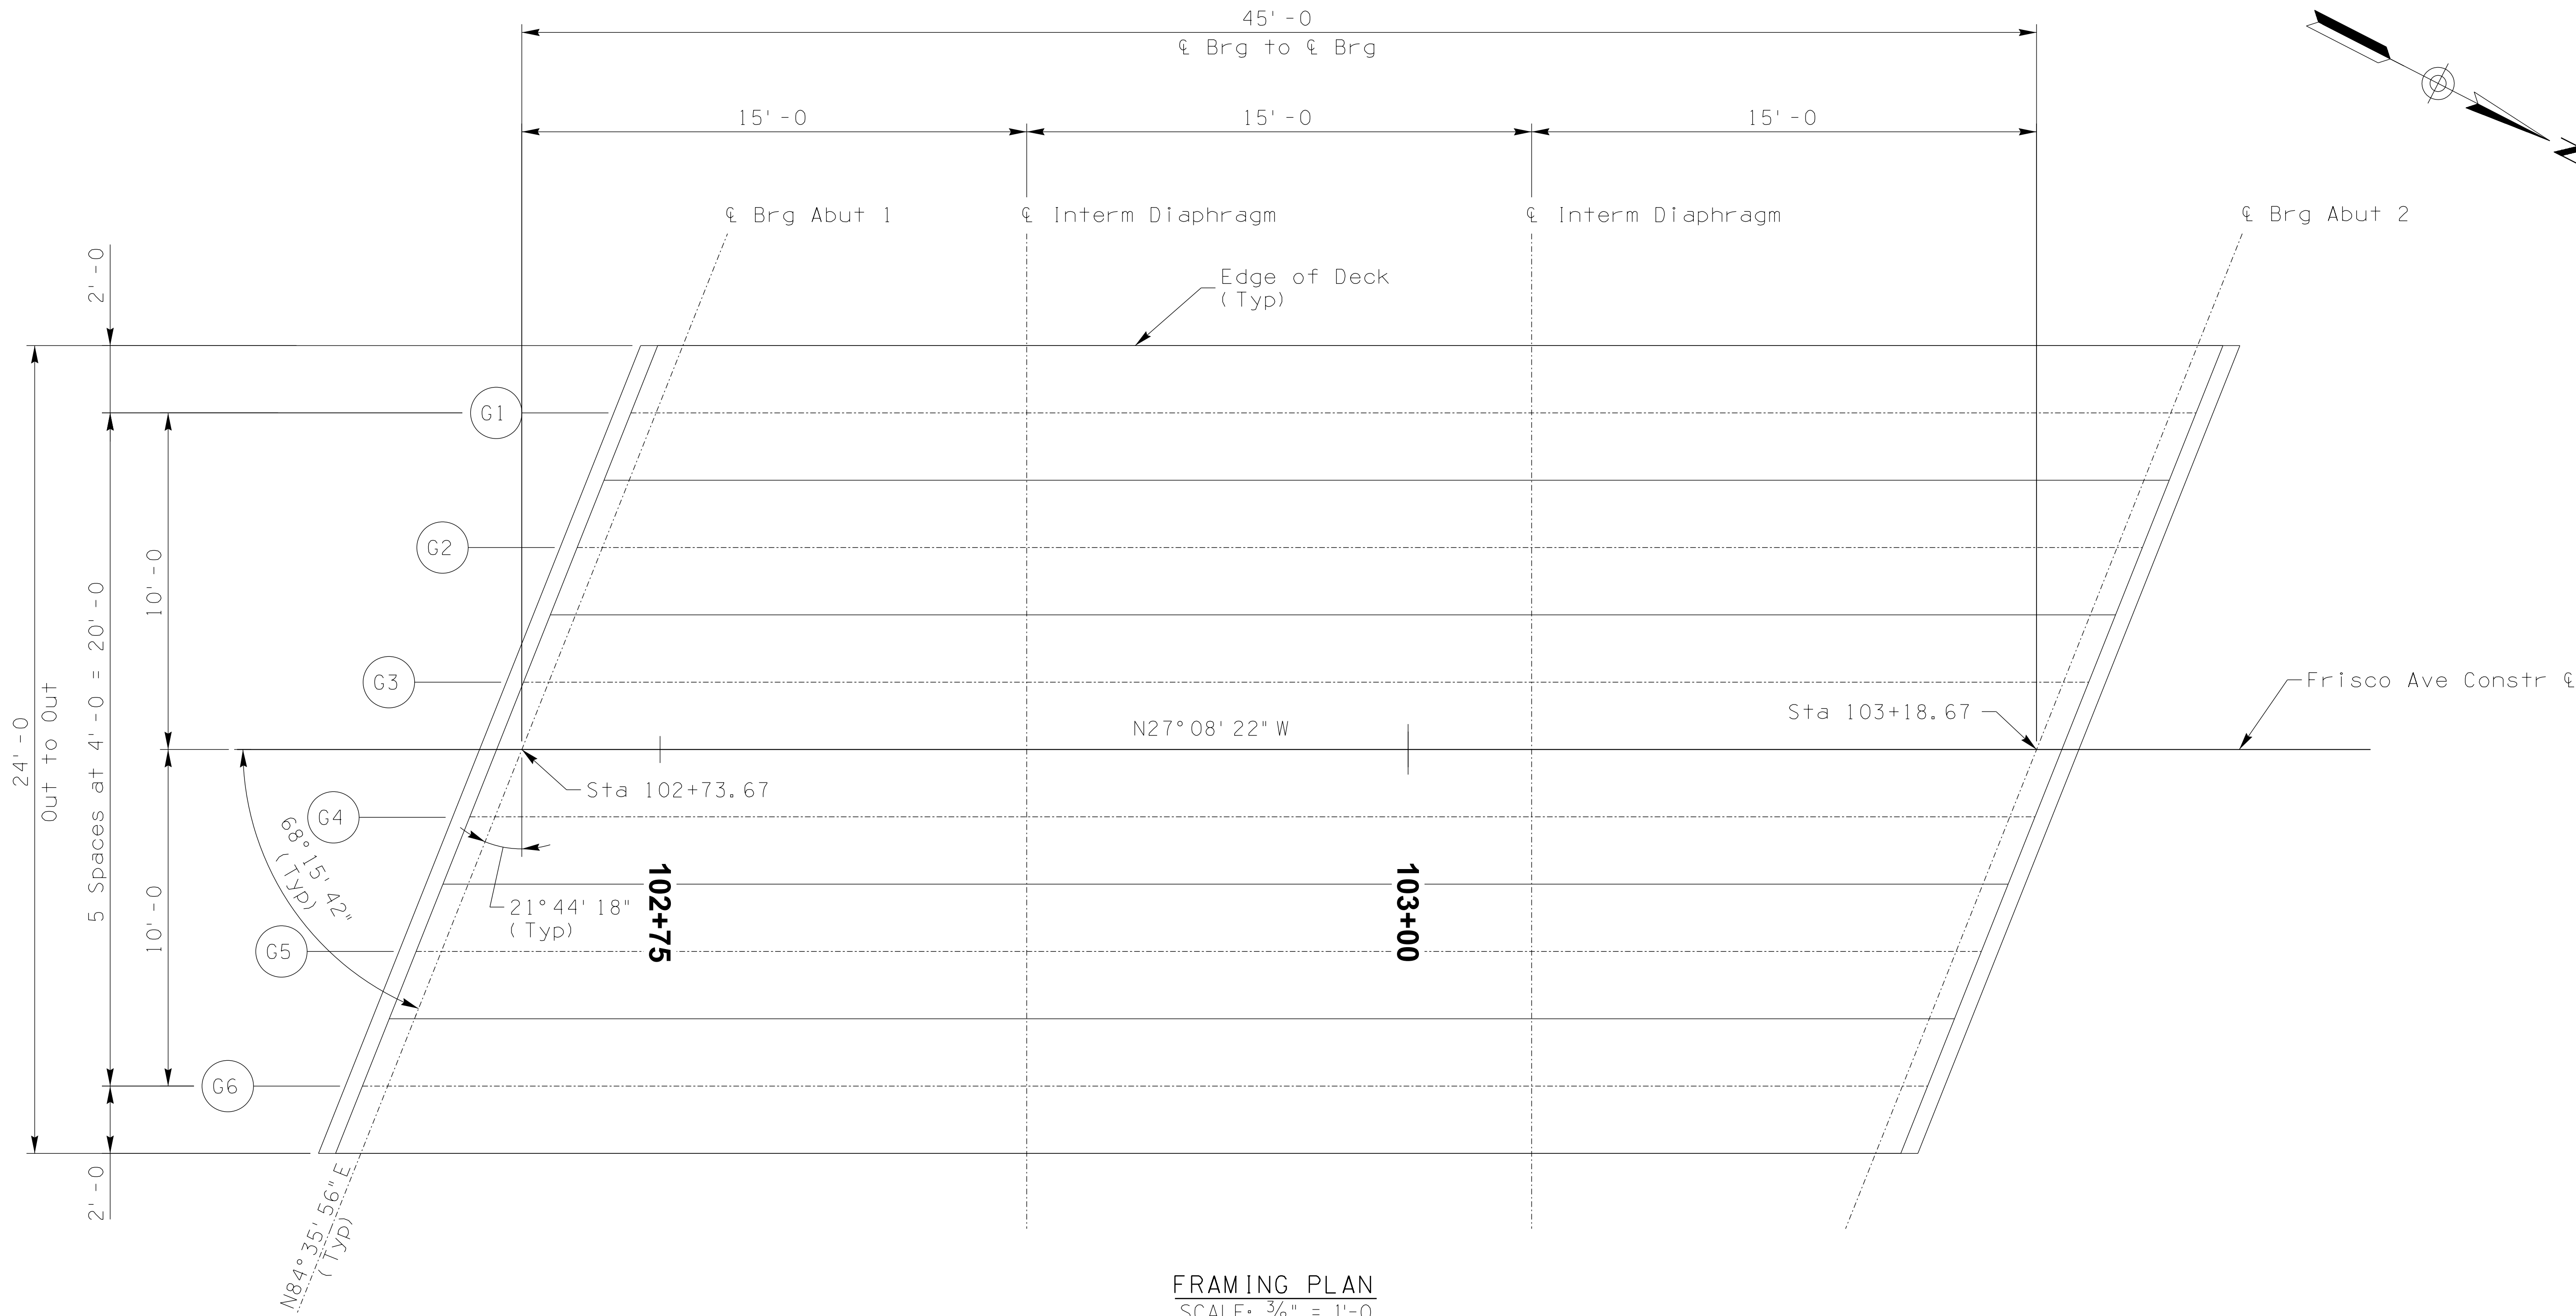 45'-0
℄ Brg to ℄ Brg
15'-0
15'-0
15'-0
N
℄ Brg Abut 1
℄ Interm Diaphragm
℄ Interm Diaphragm
℄ Brg Abut 2
Edge of Deck
(Typ)
2'-0
G1
G2
G3
G4
G5
G6
24'-0
Out to Out
5 Spaces at 4'-0 = 20'-0
10'-0
10'-0
2'-0
N27°08'22"W
Sta 103+18.67
Frisco Ave Constr ℄
Sta 102+73.67
68°15'42"
(Typ)
21°44'18"
(Typ)
102+75
103+00
N84°35'56"E
(Typ)
FRAMING PLAN
SCALE: 3/8" = 1'-0